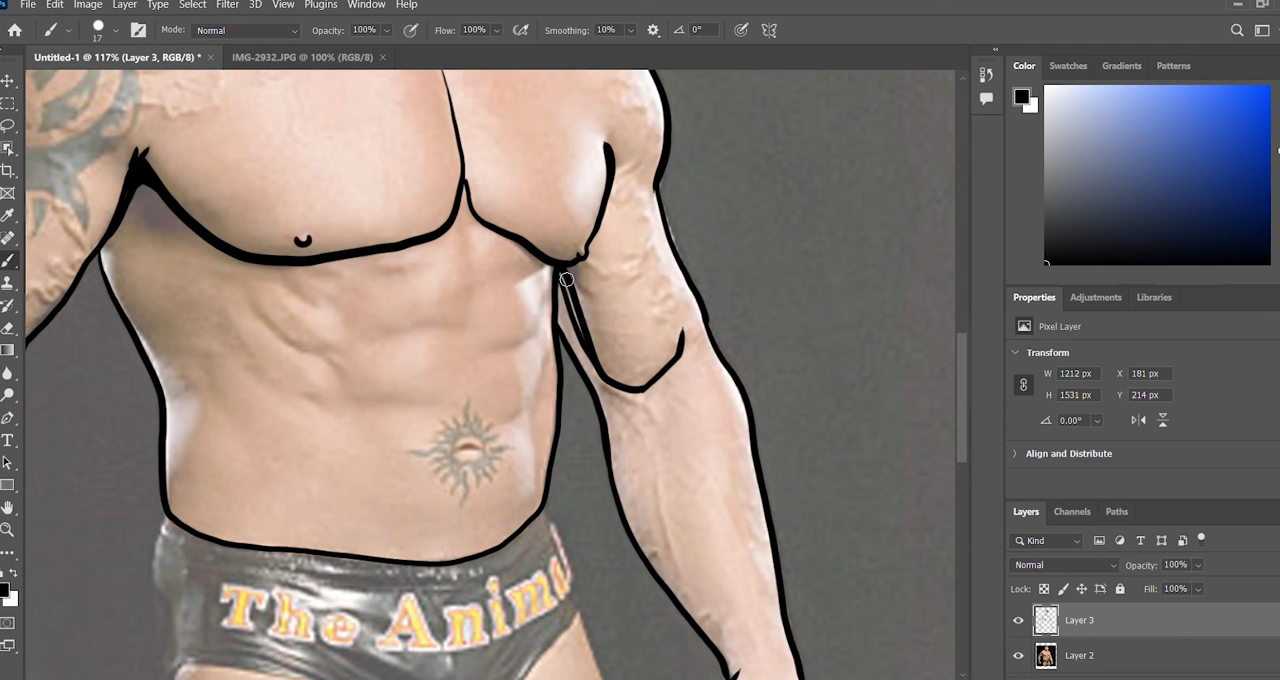 File Edit Image Layer Type Select Filter 3D View Plugins Window Help
17 Mode: Normal Opacity: 100% Flow: 100% Smoothing: 10% 0°
Untitled-1 @ 117% (Layer 3, RGB/8) * × IMG-2932.JPG @ 100% (RGB/8) ×
Color Swatches Gradients Patterns
Properties Adjustments Libraries
Pixel Layer
Transform
W 1212 px X 181 px
H 1531 px Y 214 px
0.00°
Align and Distribute
Layers Channels Paths
Kind
Normal Opacity: 100%
Lock: Fill: 100%
Layer 3
Layer 2
The Anima